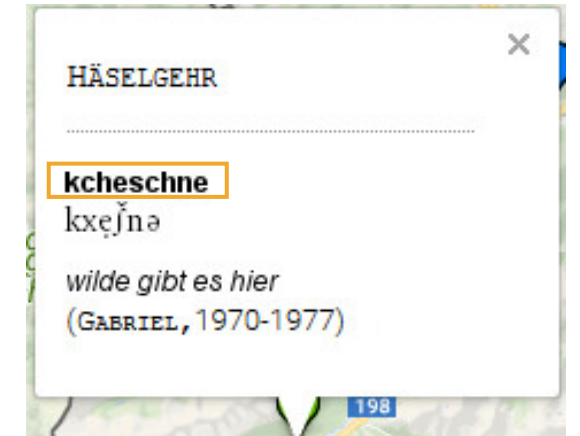 HÄSELGEHR
kcheschne
kxẹʃ̌nə
wilde gibt es hier
(GABRIEL, 1970-1977)
198